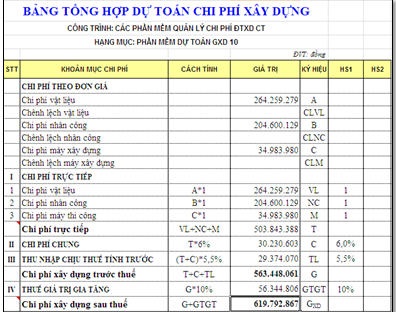 BẢNG TỔNG HỢP DỰ TOÁN CHI PHÍ XÂY DỰNG
CÔNG TRÌNH: CÁC PHẦN MỀM QUẢN LÝ CHI PHÍ ĐTXD CT
HẠNG MỤC: PHẦN MỀM DỰ TOÁN GXD 10
ĐVT: đồng
STT KHOẢN MỤC CHI PHÍ CÁCH TÍNH GIÁ TRỊ KÝ HIỆU HS1 HS2
CHI PHÍ THEO ĐƠN GIÁ
Chi phí vật liệu 264.259.279 A
Chênh lệch vật liệu CLVL
Chi phí nhân công 204.600.129 B
Chênh lệch nhân công CLNC
Chi phí máy xây dựng 34.983.980 C
Chênh lệch máy xây dựng CLM
I CHI PHÍ TRỰC TIẾP
1 Chi phí vật liệu A*1 264.259.279 VL 1
2 Chi phí nhân công B*1 204.600.129 NC 1
3 Chi phí máy thi công C*1 34.983.980 M 1
Chi phí trực tiếp VL+NC+M 503.843.388 T
II CHI PHÍ CHUNG T*6% 30.230.603 C 6,0%
III THU NHẬP CHỊU THUẾ TÍNH TRƯỚC (T+C)*5,5% 29.374.070 TL 5,5%
Chi phí xây dựng trước thuế T+C+TL 563.448.061 G
IV THUẾ GIÁ TRỊ GIA TĂNG G*10% 56.344.806 GTGT 10%
Chi phí xây dựng sau thuế G+GTGT 619.792.867 GXD